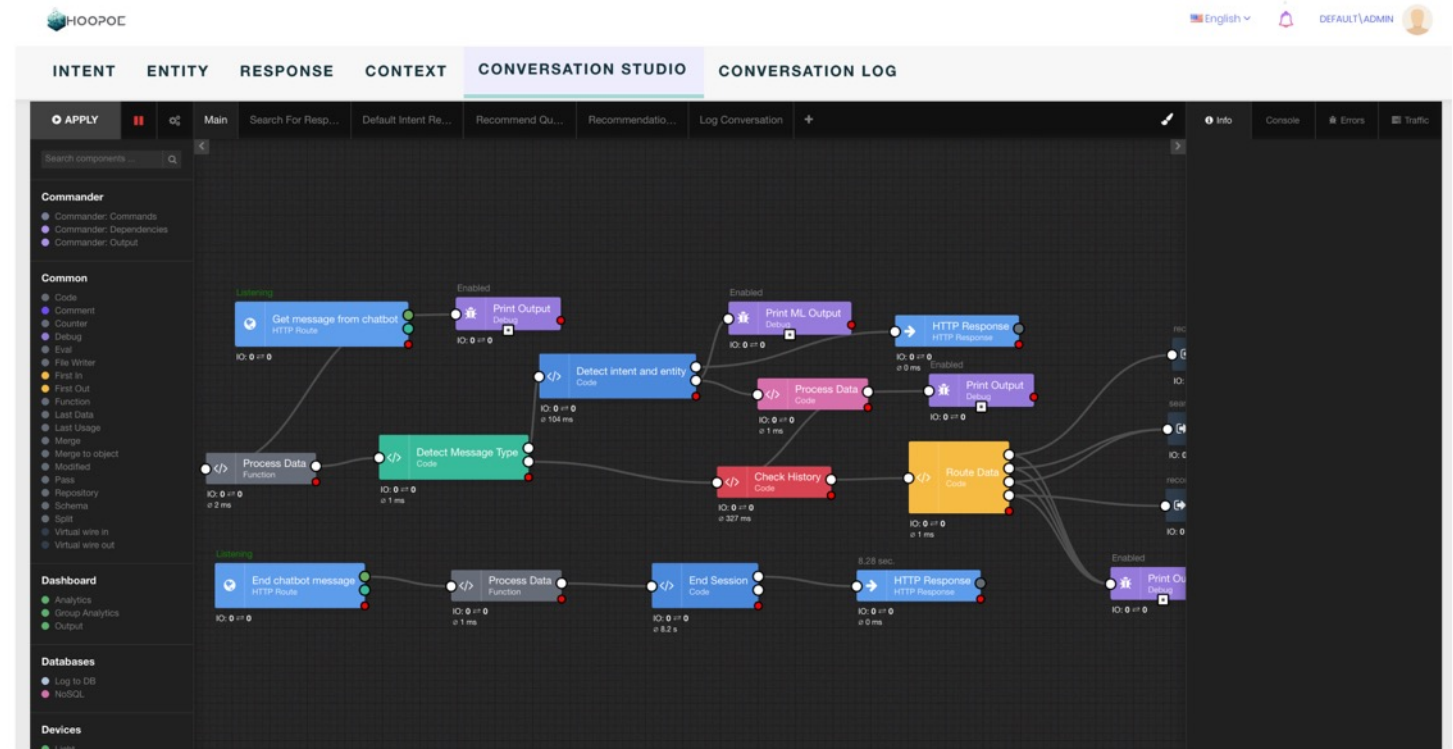 HOOPOE
English
DEFAULT\ADMIN
INTENT
ENTITY
RESPONSE
CONTEXT
CONVERSATION STUDIO
CONVERSATION LOG
APPLY
Main
Search For Resp...
Default Intent Re...
Recommend Qu...
Recommendatio...
Log Conversation
+
Info
Console
Errors
Traffic
Search components ...
Commander
Commander: Commands
Commander: Dependencies
Commander: Output
Common
Code
Comment
Counter
Debug
Eval
File Writer
First In
First Out
Function
Last Data
Last Usage
Merge
Merge to object
Modified
Pass
Repository
Schema
Split
Virtual wire in
Virtual wire out
Dashboard
Analytics
Group Analytics
Output
Databases
Log to DB
NoSQL
Devices
Light
Listening
Get message from chatbot
HTTP Route
IO: 0 ⇄ 0
Enabled
Print Output
Debug
IO: 0 ⇄ 0
Enabled
Print ML Output
Debug
IO: 0 ⇄ 0
HTTP Response
HTTP Response
IO: 0 ⇄ 0
⌀ 0 ms
Detect intent and entity
Code
IO: 0 ⇄ 0
⌀ 104 ms
Process Data
Code
IO: 0 ⇄ 0
⌀ 1 ms
Enabled
Print Output
Debug
IO: 0 ⇄ 0
Process Data
Function
IO: 0 ⇄ 0
⌀ 2 ms
Detect Message Type
Code
IO: 0 ⇄ 0
⌀ 1 ms
Check History
Code
IO: 0 ⇄ 0
⌀ 327 ms
Route Data
Code
IO: 0 ⇄ 0
⌀ 1 ms
rec
IO:
sear
IO: 0
reco
IO: 0
Listening
End chatbot message
HTTP Route
IO: 0 ⇄ 0
Process Data
Function
IO: 0 ⇄ 0
⌀ 1 ms
End Session
Code
IO: 0 ⇄ 0
⌀ 8.2 s
8.28 sec.
HTTP Response
HTTP Response
IO: 0 ⇄ 0
⌀ 0 ms
Enabled
Print Ou
Debug
IO: 0 ⇄ 0